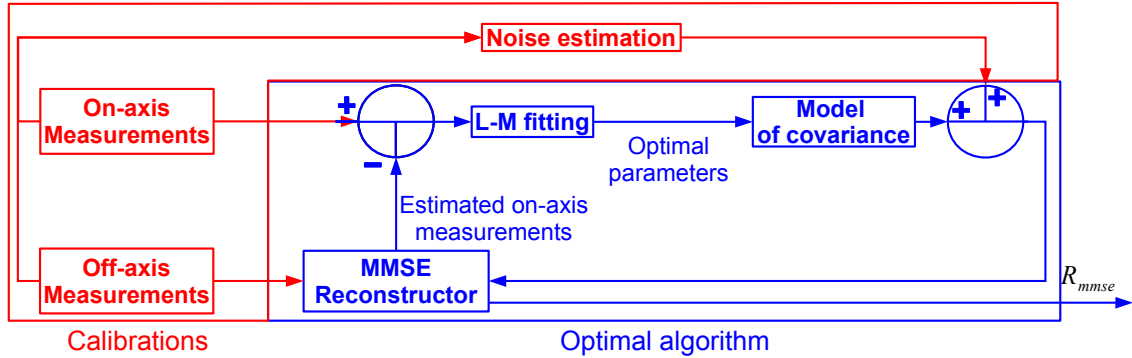 Noise estimation
On-axis
Measurements
+
−
L-M fitting
Optimal
parameters
Model
of covariance
+
+
Estimated on-axis
measurements
Off-axis
Measurements
MMSE
Reconstructor
R_mmse
Calibrations
Optimal algorithm